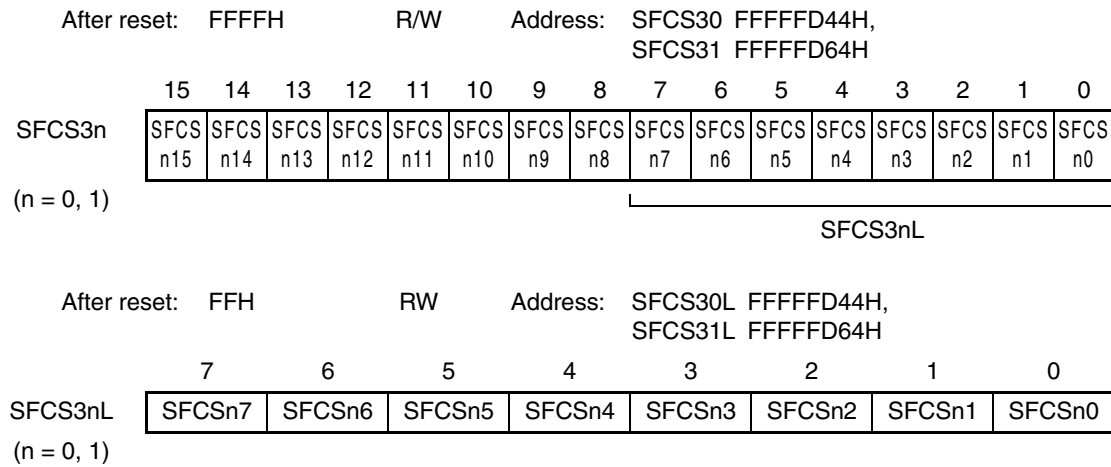 After reset: FFFFH R/W Address: SFCS30 FFFFFD44H,
SFCS31 FFFFFD64H
15 14 13 12 11 10 9 8 7 6 5 4 3 2 1 0
SFCS3n SFCS SFCS SFCS SFCS SFCS SFCS SFCS SFCS SFCS SFCS SFCS SFCS SFCS SFCS SFCS SFCS
n15 n14 n13 n12 n11 n10 n9 n8 n7 n6 n5 n4 n3 n2 n1 n0
(n = 0, 1)
SFCS3nL
After reset: FFH RW Address: SFCS30L FFFFFD44H,
SFCS31L FFFFFD64H
7 6 5 4 3 2 1 0
SFCS3nL SFCSn7 SFCSn6 SFCSn5 SFCSn4 SFCSn3 SFCSn2 SFCSn1 SFCSn0
(n = 0, 1)